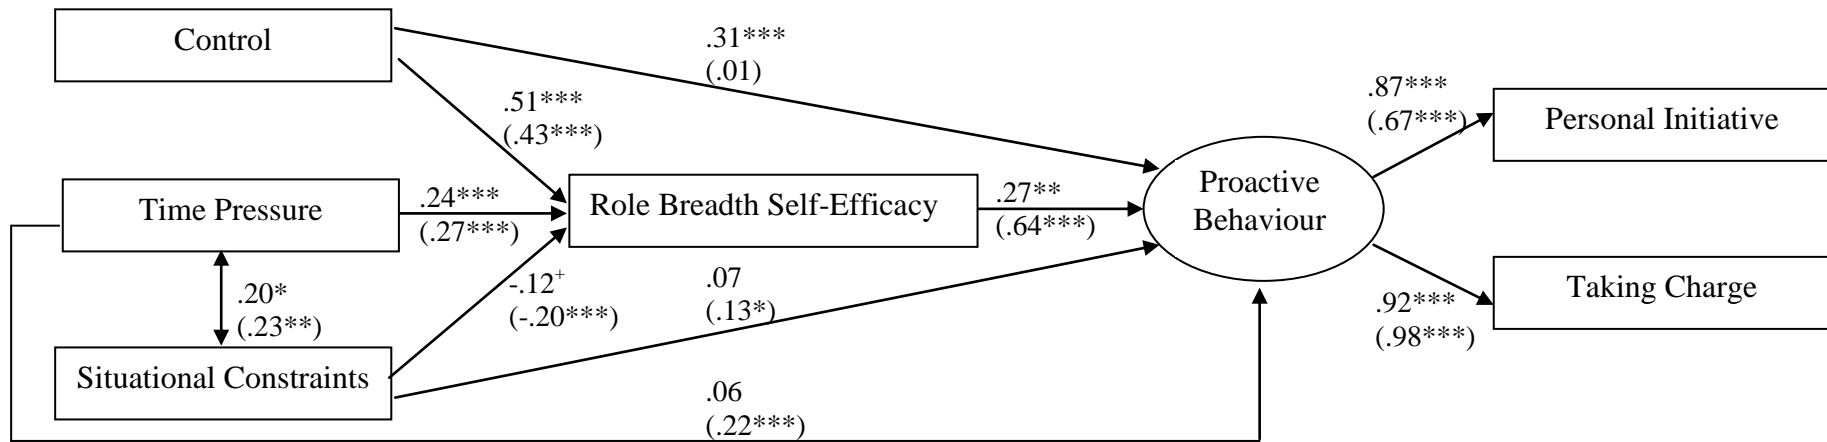 Control
.31***
(.01)
.51***
(.43***)
.87***
(.67***)
Personal Initiative
Time Pressure
.24***
(.27***)
Role Breadth Self-Efficacy
.27**
(.64***)
Proactive
Behaviour
.20*
(.23**)
-.12⁺
(-.20***)
.07
(.13*)
.92***
(.98***)
Taking Charge
Situational Constraints
.06
(.22***)